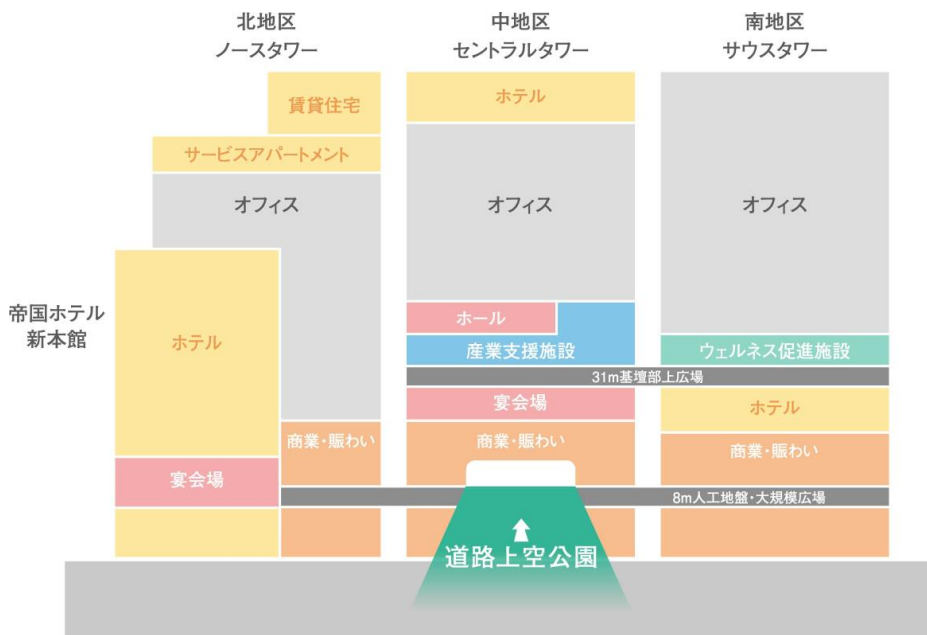 北地区
ノースタワー
中地区
セントラルタワー
南地区
サウスタワー
賃貸住宅
サービスアパートメント
オフィス
帝国ホテル
新本館
ホテル
宴会場
商業・賑わい
ホテル
オフィス
ホール
産業支援施設
宴会場
商業・賑わい
オフィス
ウェルネス促進施設
31m基壇部上広場
ホテル
商業・賑わい
8m人工地盤・大規模広場
道路上空公園